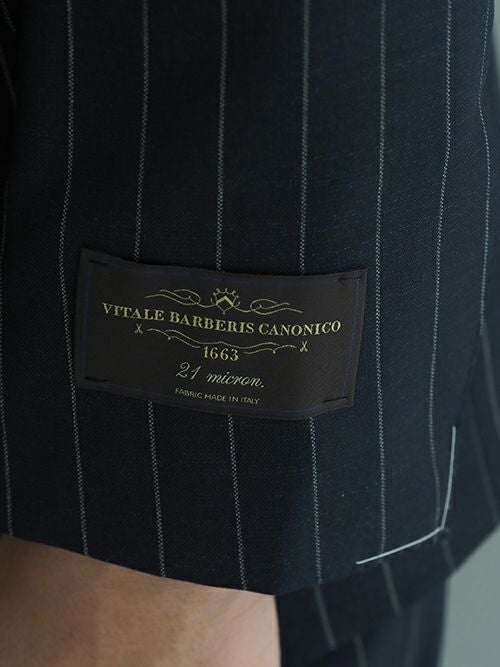 VITALE BARBERIS CANONICO
1663
21 micron.
FABRIC MADE IN ITALY